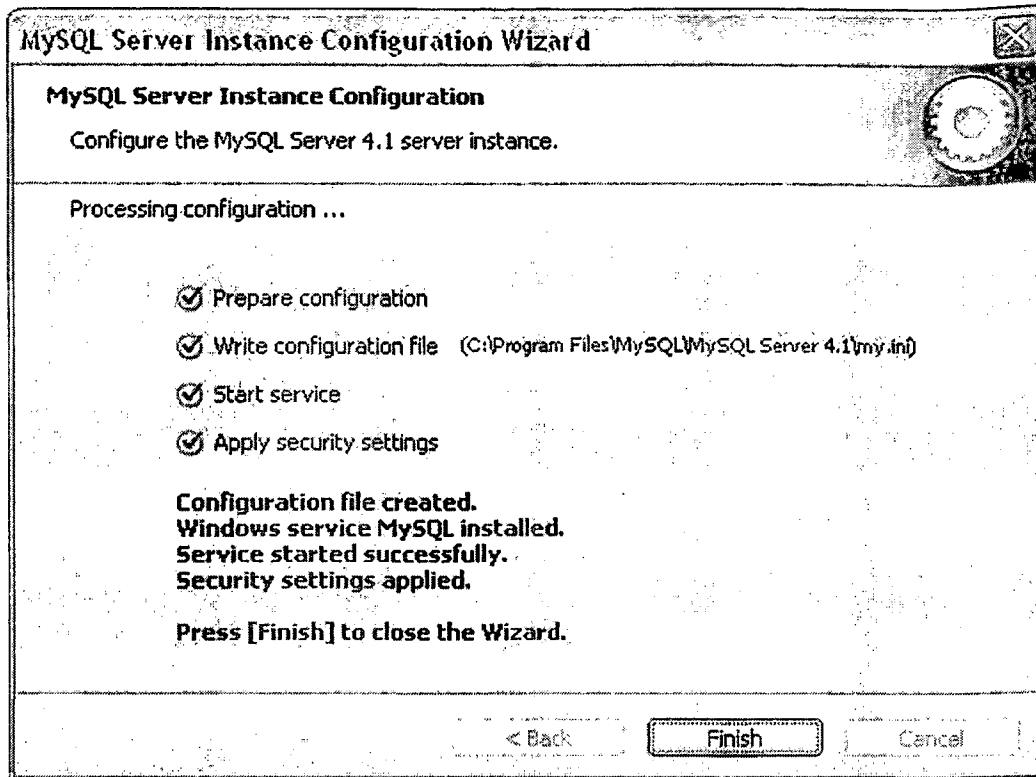 MySQL Server Instance Configuration Wizard
MySQL Server Instance Configuration
Configure the MySQL Server 4.1 server instance.
Processing configuration ...
Prepare configuration
Write configuration file (C:\Program Files\MySQL\MySQL Server 4.1\my.ini)
Start service
Apply security settings
Configuration file created.
Windows service MySQL installed.
Service started successfully.
Security settings applied.
Press [Finish] to close the Wizard.
< Back Finish Cancel